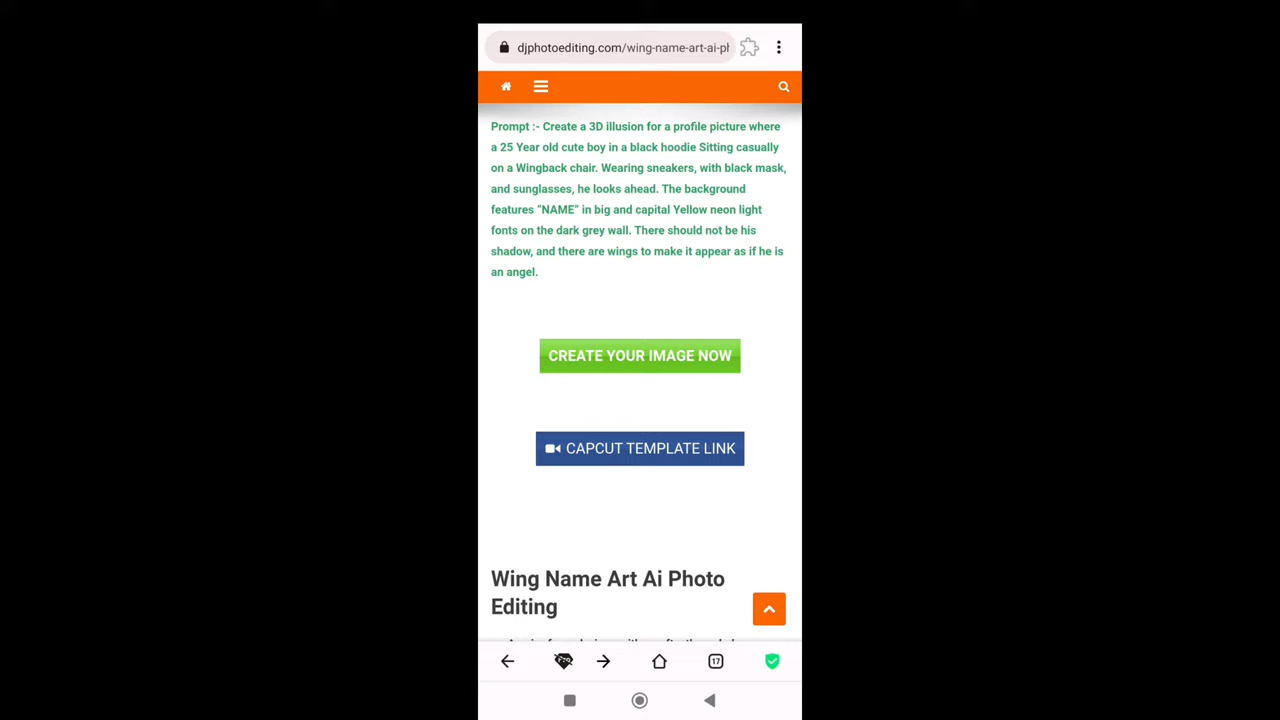 djphotoediting.com/wing-name-art-ai-ph
Prompt :- Create a 3D illusion for a profile picture where
a 25 Year old cute boy in a black hoodie Sitting casually
on a Wingback chair. Wearing sneakers, with black mask,
and sunglasses, he looks ahead. The background
features “NAME” in big and capital Yellow neon light
fonts on the dark grey wall. There should not be his
shadow, and there are wings to make it appear as if he is
an angel.
CREATE YOUR IMAGE NOW
CAPCUT TEMPLATE LINK
Wing Name Art Ai Photo
Editing
17